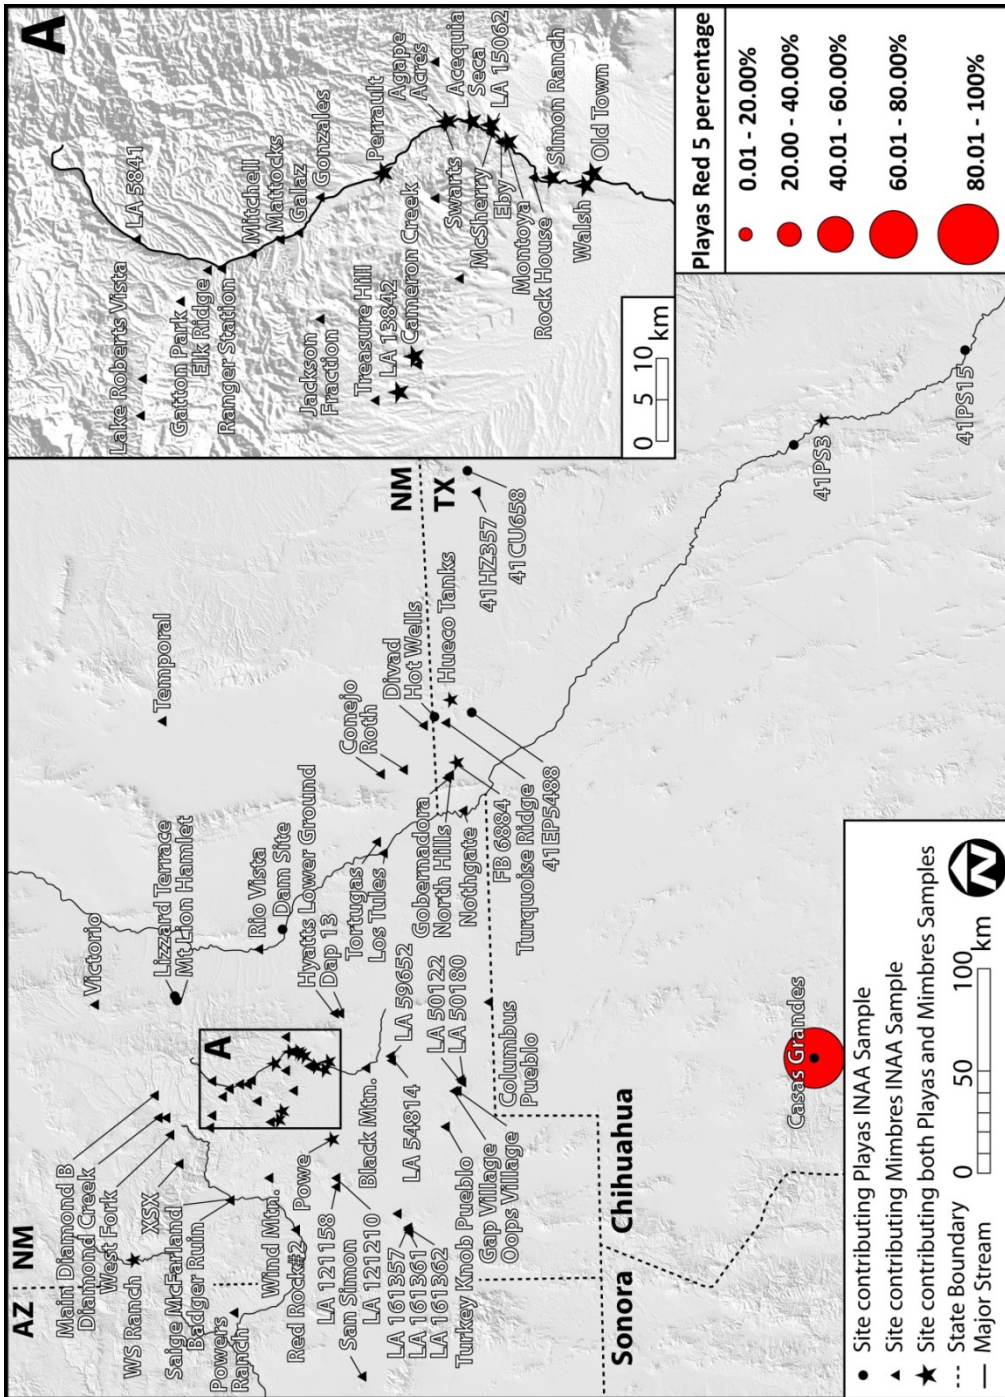 AZ
NM
Main Diamond B
Diamond Creek
West Fork
WS Ranch
XSX
Saige McFarland
Badger Ruin
Powers
Ranch
Wind Mtn.
Red Rock#2
Powe
LA 121158
San Simon
LA 121210
Black Mtn.
LA 161357
LA 161361
LA 161362
LA 54814
LA 59652
Turkey Knob Pueblo
Gap Village
Oops Village
LA 50122
LA 50180
Columbus
Pueblo
Victorio
Lizzard Terrace
Mt Lion Hamlet
A
Rio Vista
Dam Site
Hyatts Lower Ground
Dap 13
Tortugas
Los Tules
Temporal
Conejo
Roth
Divad
Hot Wells
Hueco Tanks
Gobernadora
North Hills
Nothgate
FB 6884
Turquoise Ridge
41EP5488
NM
TX
41HZ357
41CU658
41PS3
41PS15
Sonora
Chihuahua
Casas Grandes
A
Lake Roberts Vista
LA 5841
Gatton Park
Elk Ridge
Ranger Station
Mitchell
Mattocks
Galaz
Gonzales
Jackson
Fraction
Treasure Hill
LA 13842
Cameron Creek
Perrault
Agape
Acres
Acequia
Seca
LA 15062
Swarts
McSherry
Eby
Montoya
Rock House
Simon Ranch
Walsh
Old Town
0 5 10
km
Playas Red 5 percentage
0.01 - 20.00%
20.00 - 40.00%
40.01 - 60.00%
60.01 - 80.00%
80.01 - 100%
Site contributing Playas INAA Sample
Site contributing Mimbres INAA Sample
Site contributing both Playas and Mimbres Samples
State Boundary
Major Stream
0 50 100
km
N